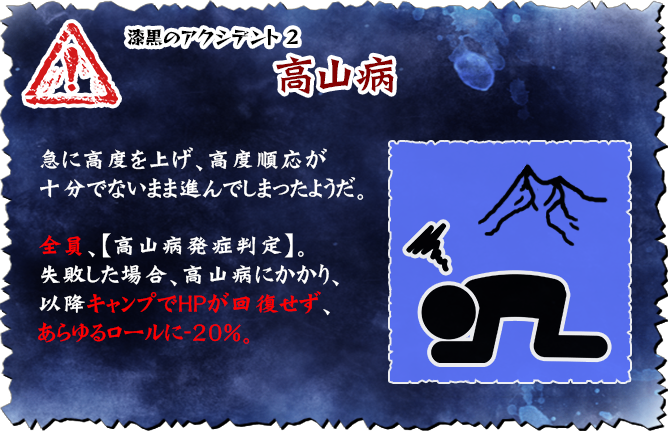 漆黒のアクシデント2
高山病
急に高度を上げ、高度順応が
十分でないまま進んでしまったようだ。
全員、【高山病発症判定】。
失敗した場合、高山病にかかり、
以降キャンプでHPが回復せず、
あらゆるロールに-20%。